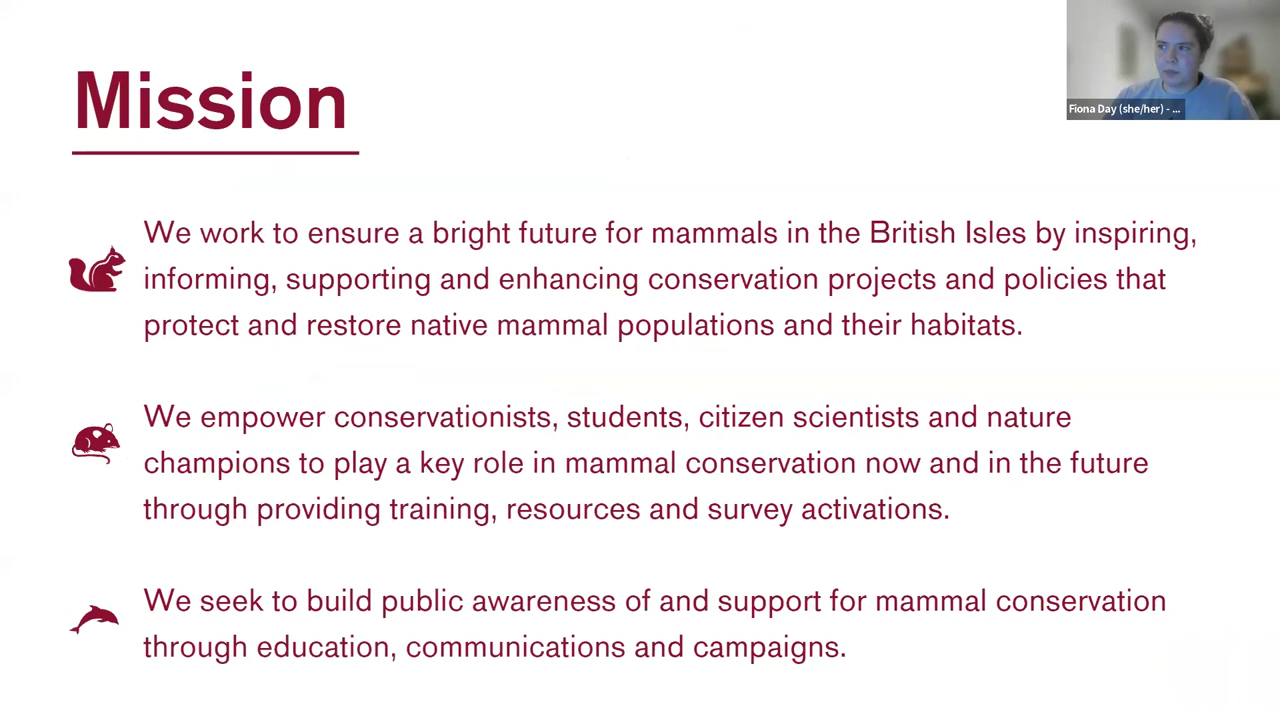 Mission
Fiona Day (she/her) - ...
We work to ensure a bright future for mammals in the British Isles by inspiring,
informing, supporting and enhancing conservation projects and policies that
protect and restore native mammal populations and their habitats.
We empower conservationists, students, citizen scientists and nature
champions to play a key role in mammal conservation now and in the future
through providing training, resources and survey activations.
We seek to build public awareness of and support for mammal conservation
through education, communications and campaigns.